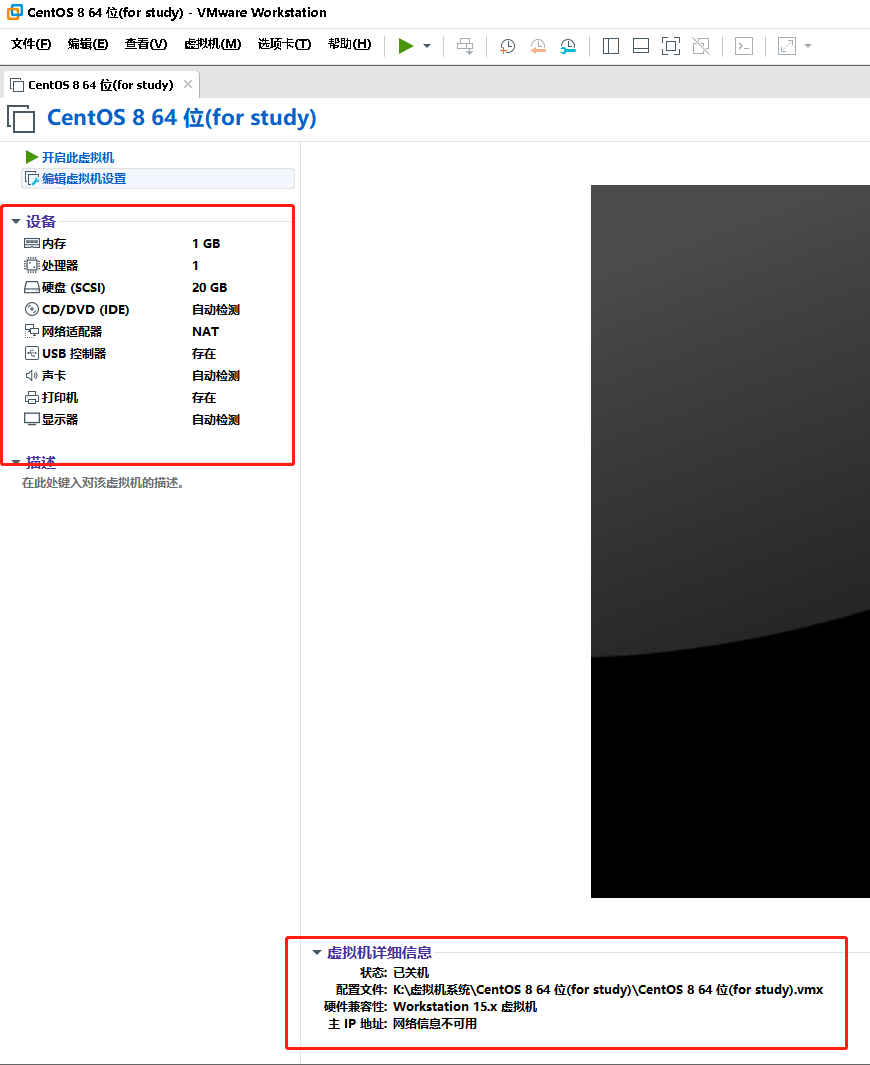 CentOS 8 64 位(for study) - VMware Workstation
文件(F) 编辑(E) 查看(V) 虚拟机(M) 选项卡(T) 帮助(H)
CentOS 8 64 位(for study)
CentOS 8 64 位(for study)
开启此虚拟机
编辑虚拟机设置
设备
内存 1 GB
处理器 1
硬盘 (SCSI) 20 GB
CD/DVD (IDE) 自动检测
网络适配器 NAT
USB 控制器 存在
声卡 自动检测
打印机 存在
显示器 自动检测
描述
在此处键入对该虚拟机的描述。
虚拟机详细信息
状态: 已关机
配置文件: K:\虚拟机系统\CentOS 8 64 位(for study)\CentOS 8 64 位(for study).vmx
硬件兼容性: Workstation 15.x 虚拟机
主 IP 地址: 网络信息不可用